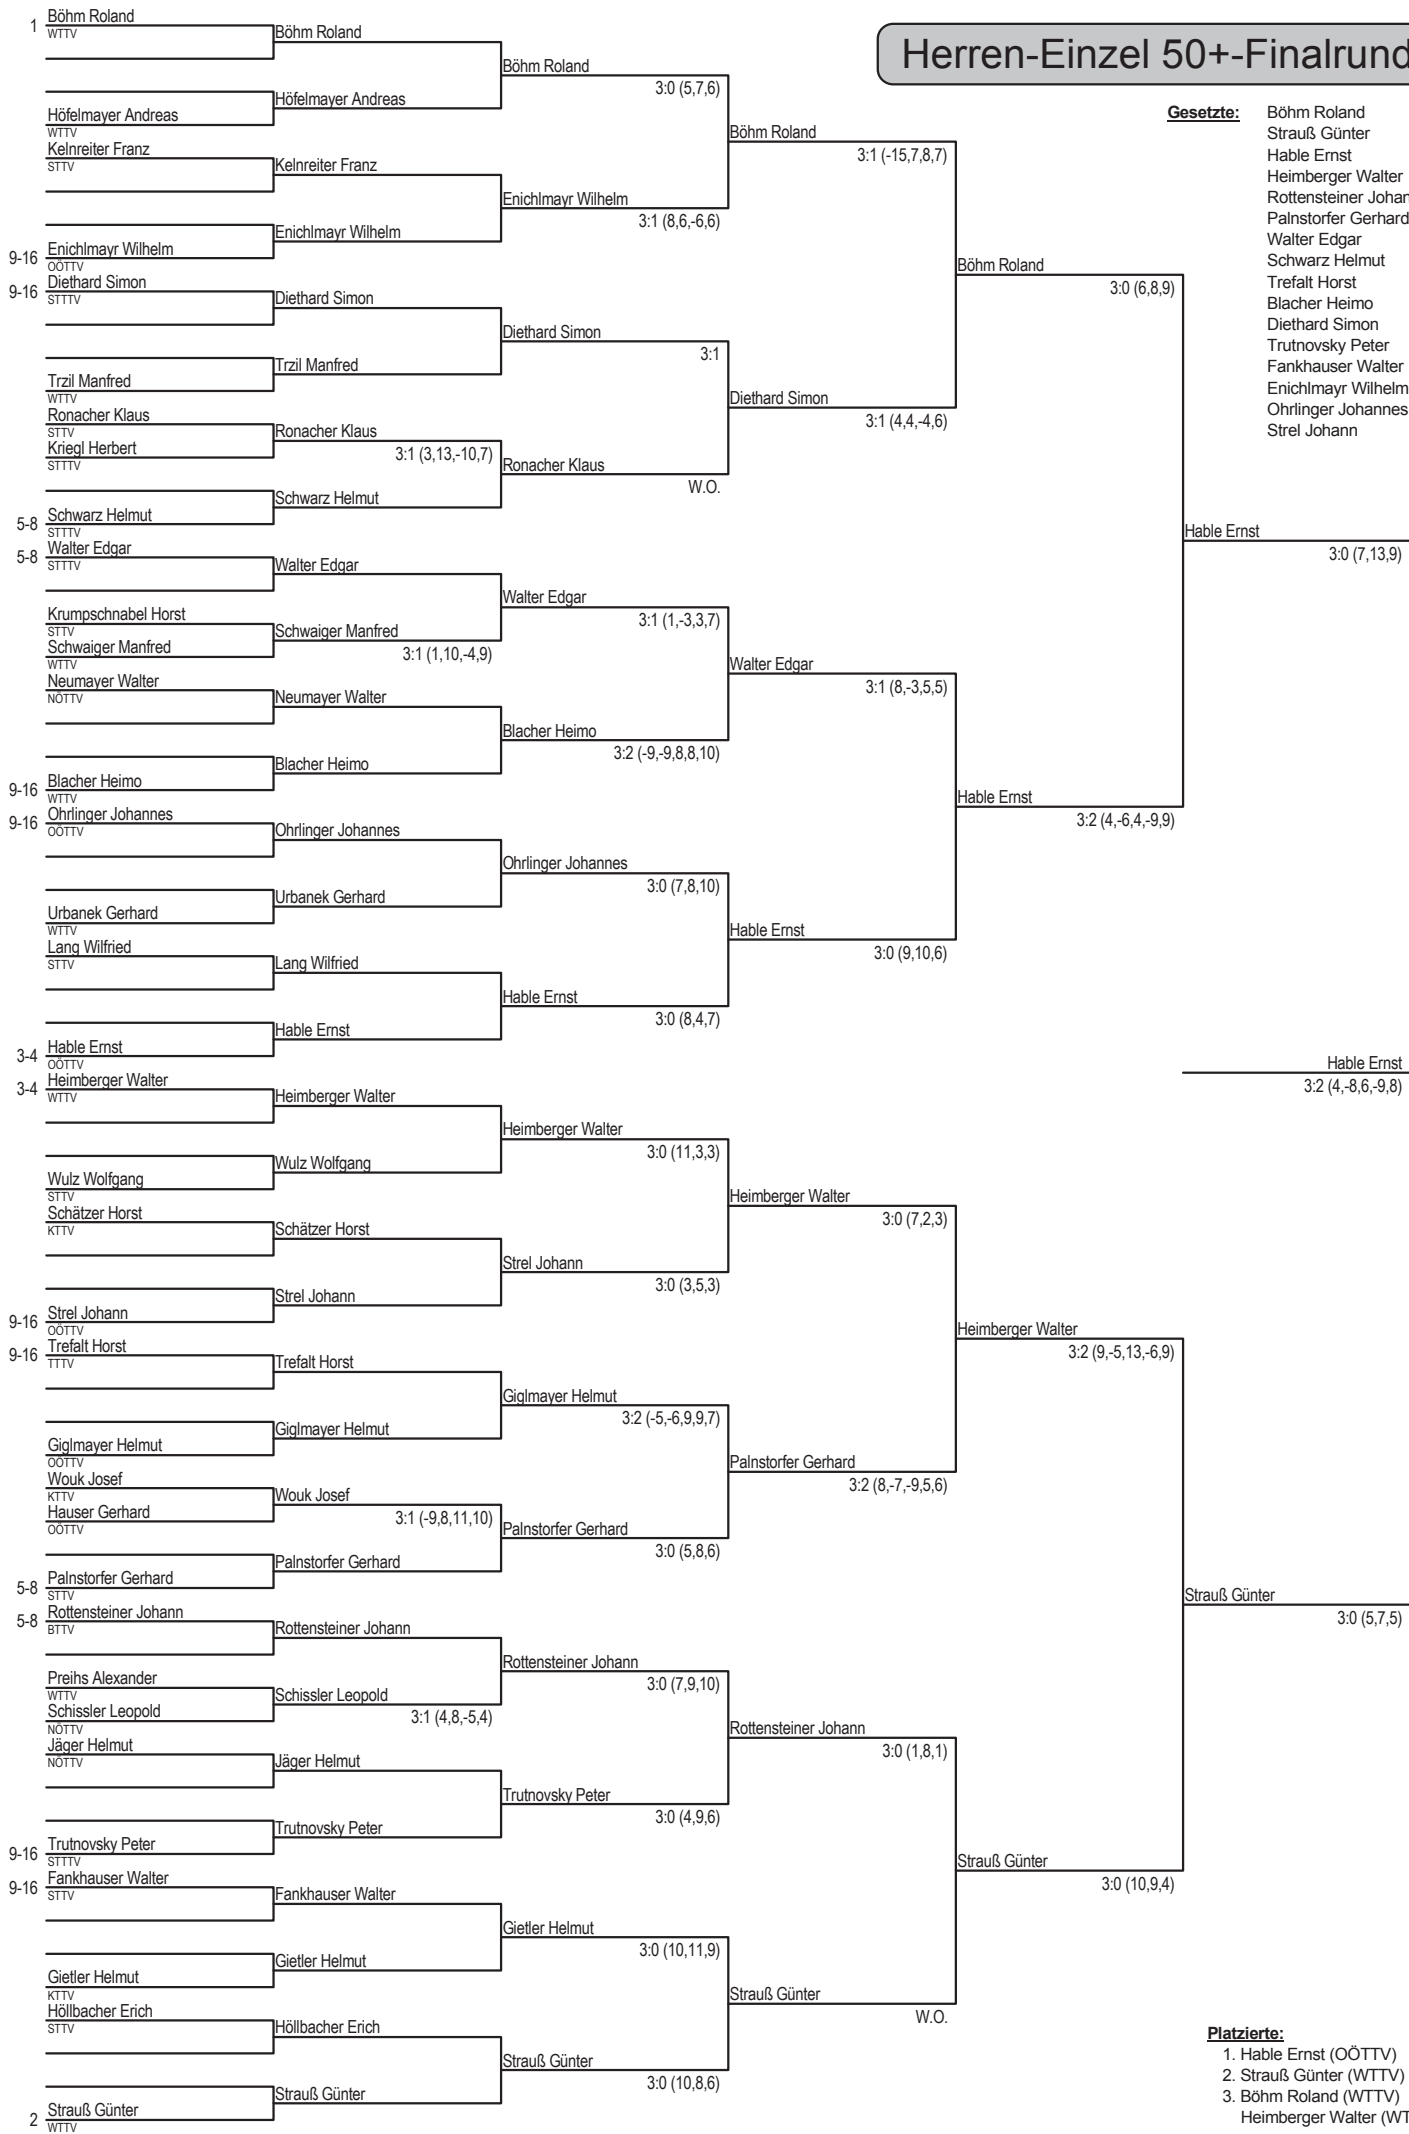 Herren-Einzel 50+-Finalrund
Gesetzte:
Böhm Roland
Strauß Günter
Hable Ernst
Heimberger Walter
Rottensteiner Johan
Palnstorfer Gerhard
Walter Edgar
Schwarz Helmut
Trefalt Horst
Blacher Heimo
Diethard Simon
Trutnovsky Peter
Fankhauser Walter
Enichlmayr Wilhelm
Ohrlinger Johannes
Strel Johann
1 Böhm Roland
WTTV
Höfelmayer Andreas
WTTV
Kelnreiter Franz
STTV
9-16 Enichlmayr Wilhelm
OÖTTV
9-16 Diethard Simon
STTTV
Trzil Manfred
WTTV
Ronacher Klaus
STTV
Kriegl Herbert
STTTV
5-8 Schwarz Helmut
STTTV
5-8 Walter Edgar
STTTV
Krumpschnabel Horst
STTV
Schwaiger Manfred
WTTV
Neumayer Walter
NÖTTV
9-16 Blacher Heimo
WTTV
9-16 Ohrlinger Johannes
OÖTTV
Urbanek Gerhard
WTTV
Lang Wilfried
STTV
3-4 Hable Ernst
OÖTTV
3-4 Heimberger Walter
WTTV
Wulz Wolfgang
STTV
Schätzer Horst
KTTV
9-16 Strel Johann
OÖTTV
9-16 Trefalt Horst
TTTV
Giglmayer Helmut
OÖTTV
Wouk Josef
KTTV
Hauser Gerhard
OÖTTV
5-8 Palnstorfer Gerhard
STTV
5-8 Rottensteiner Johann
BTTV
Preihs Alexander
WTTV
Schissler Leopold
NÖTTV
Jäger Helmut
NÖTTV
9-16 Trutnovsky Peter
STTTV
9-16 Fankhauser Walter
STTV
Gietler Helmut
KTTV
Höllbacher Erich
STTV
2 Strauß Günter
WTTV
Böhm Roland
Höfelmayer Andreas
Kelnreiter Franz
Enichlmayr Wilhelm
Diethard Simon
Trzil Manfred
Ronacher Klaus
3:1 (3,13,-10,7)
Schwarz Helmut
Walter Edgar
Schwaiger Manfred
3:1 (1,10,-4,9)
Neumayer Walter
Blacher Heimo
Ohrlinger Johannes
Urbanek Gerhard
Lang Wilfried
Hable Ernst
Heimberger Walter
Wulz Wolfgang
Schätzer Horst
Strel Johann
Trefalt Horst
Giglmayer Helmut
Wouk Josef
3:1 (-9,8,11,10)
Palnstorfer Gerhard
Rottensteiner Johann
Schissler Leopold
3:1 (4,8,-5,4)
Jäger Helmut
Trutnovsky Peter
Fankhauser Walter
Gietler Helmut
Höllbacher Erich
Strauß Günter
Böhm Roland
3:0 (5,7,6)
Enichlmayr Wilhelm
3:1 (8,6,-6,6)
Diethard Simon
3:1
Ronacher Klaus
W.O.
Walter Edgar
3:1 (1,-3,3,7)
Blacher Heimo
3:2 (-9,-9,8,8,10)
Ohrlinger Johannes
3:0 (7,8,10)
Hable Ernst
3:0 (8,4,7)
Heimberger Walter
3:0 (11,3,3)
Strel Johann
3:0 (3,5,3)
Giglmayer Helmut
3:2 (-5,-6,9,9,7)
Palnstorfer Gerhard
3:0 (5,8,6)
Rottensteiner Johann
3:0 (7,9,10)
Trutnovsky Peter
3:0 (4,9,6)
Gietler Helmut
3:0 (10,11,9)
Strauß Günter
3:0 (10,8,6)
Böhm Roland
3:1 (-15,7,8,7)
Diethard Simon
3:1 (4,4,-4,6)
Walter Edgar
3:1 (8,-3,5,5)
Hable Ernst
3:0 (9,10,6)
Heimberger Walter
3:0 (7,2,3)
Palnstorfer Gerhard
3:2 (8,-7,-9,5,6)
Rottensteiner Johann
3:0 (1,8,1)
Strauß Günter
W.O.
Böhm Roland
3:0 (6,8,9)
Hable Ernst
3:2 (4,-6,4,-9,9)
Heimberger Walter
3:2 (9,-5,13,-6,9)
Strauß Günter
3:0 (10,9,4)
Hable Ernst
3:0 (7,13,9)
Strauß Günter
3:0 (5,7,5)
Hable Ernst
3:2 (4,-8,6,-9,8)
Platzierte:
1. Hable Ernst (OÖTTV)
2. Strauß Günter (WTTV)
3. Böhm Roland (WTTV)
Heimberger Walter (WT